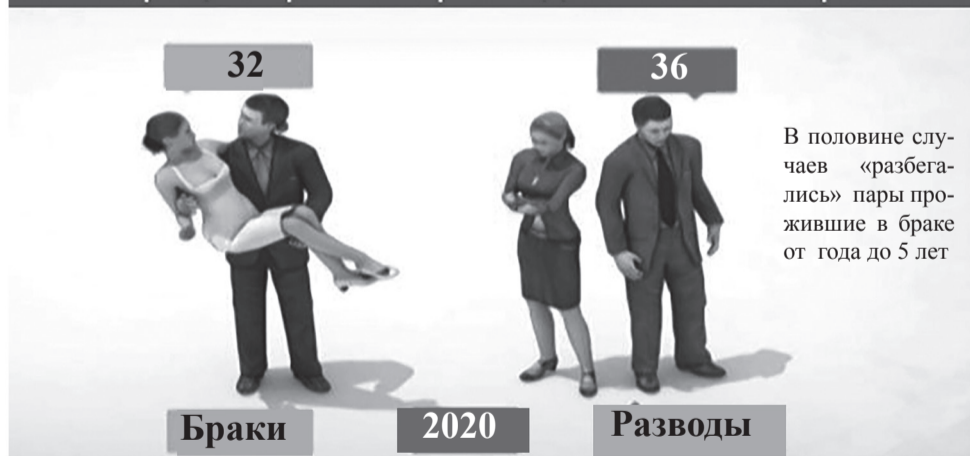 32
36
В половине слу-
чаев «разбега-
лись» пары про-
жившие в браке
от года до 5 лет
Браки
2020
Разводы